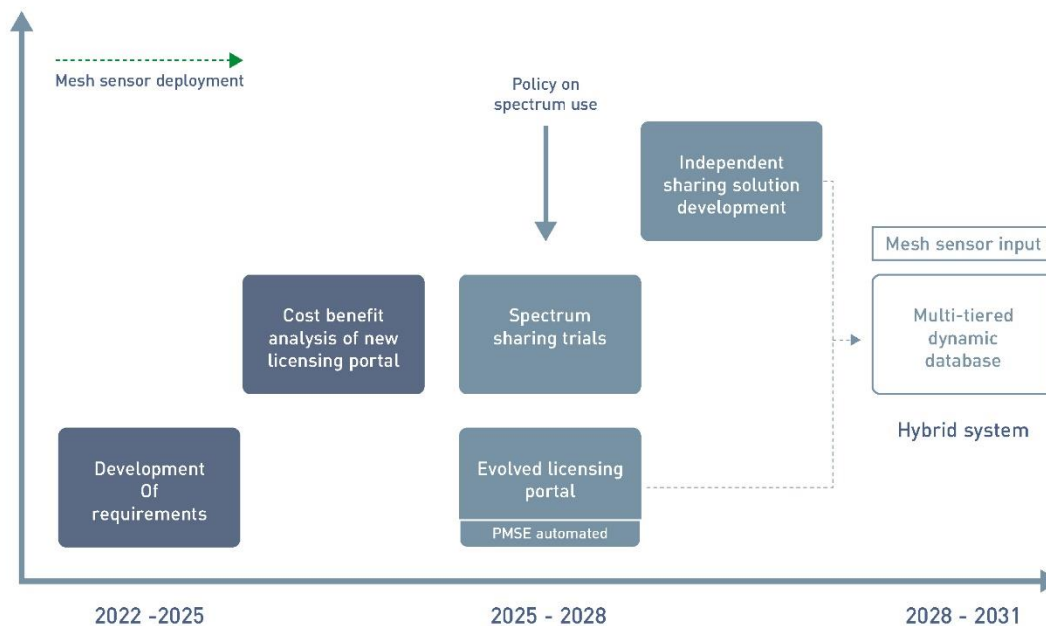 Mesh sensor deployment
Policy on
spectrum use
Independent
sharing solution
development
Mesh sensor input
Cost benefit
analysis of new
licensing portal
Spectrum
sharing trials
Multi-tiered
dynamic
database
Hybrid system
Development
Of
requirements
Evolved licensing
portal
PMSE automated
2022 -2025
2025 - 2028
2028 - 2031